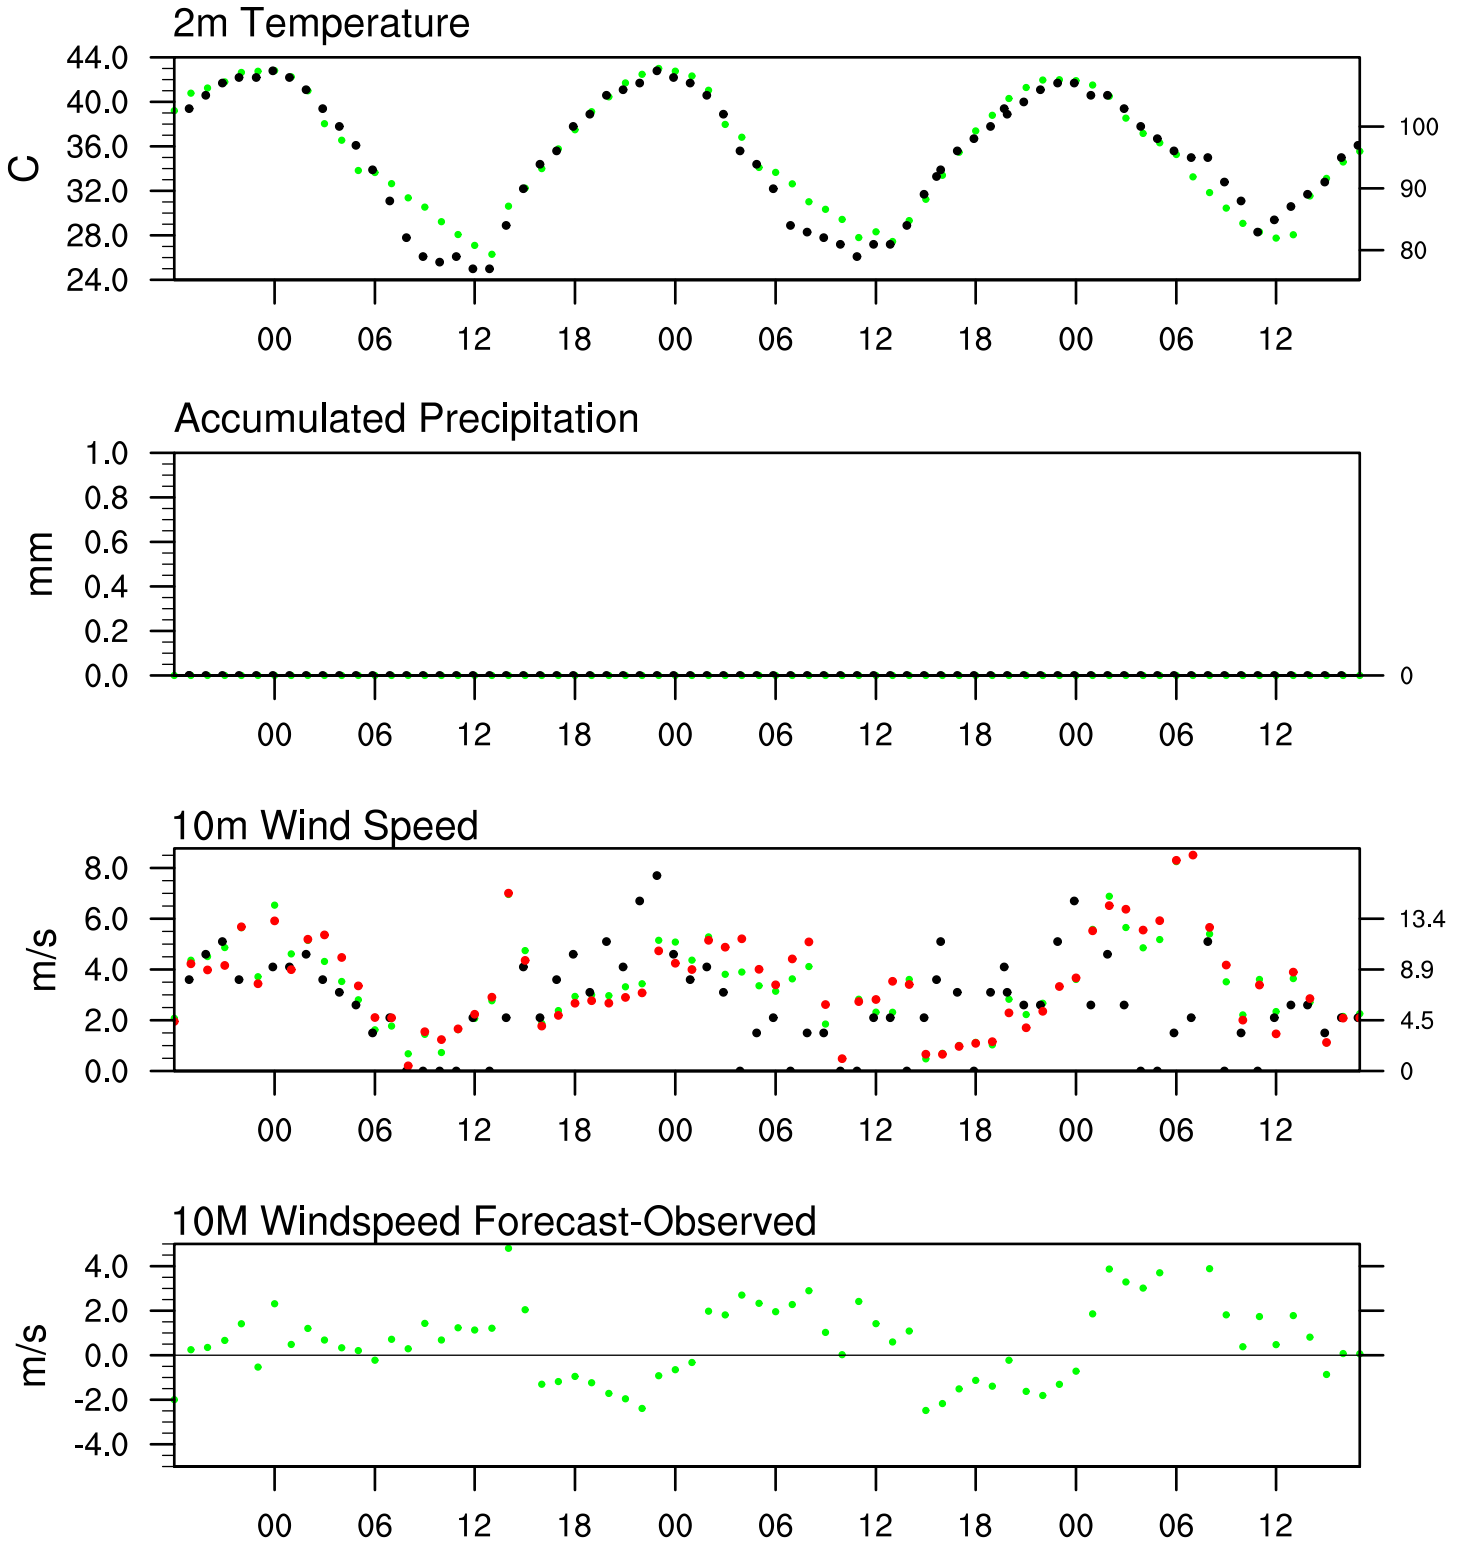 2m Temperature
44.0
40.0
36.0
32.0
28.0
24.0
C
100
90
80
00 06 12 18 00 06 12 18 00 06 12
Accumulated Precipitation
1.0
0.8
0.6
0.4
0.2
0.0
mm
0
00 06 12 18 00 06 12 18 00 06 12
10m Wind Speed
8.0
6.0
4.0
2.0
0.0
m/s
13.4
8.9
4.5
0
00 06 12 18 00 06 12 18 00 06 12
10M Windspeed Forecast-Observed
4.0
2.0
0.0
-2.0
-4.0
m/s
00 06 12 18 00 06 12 18 00 06 12